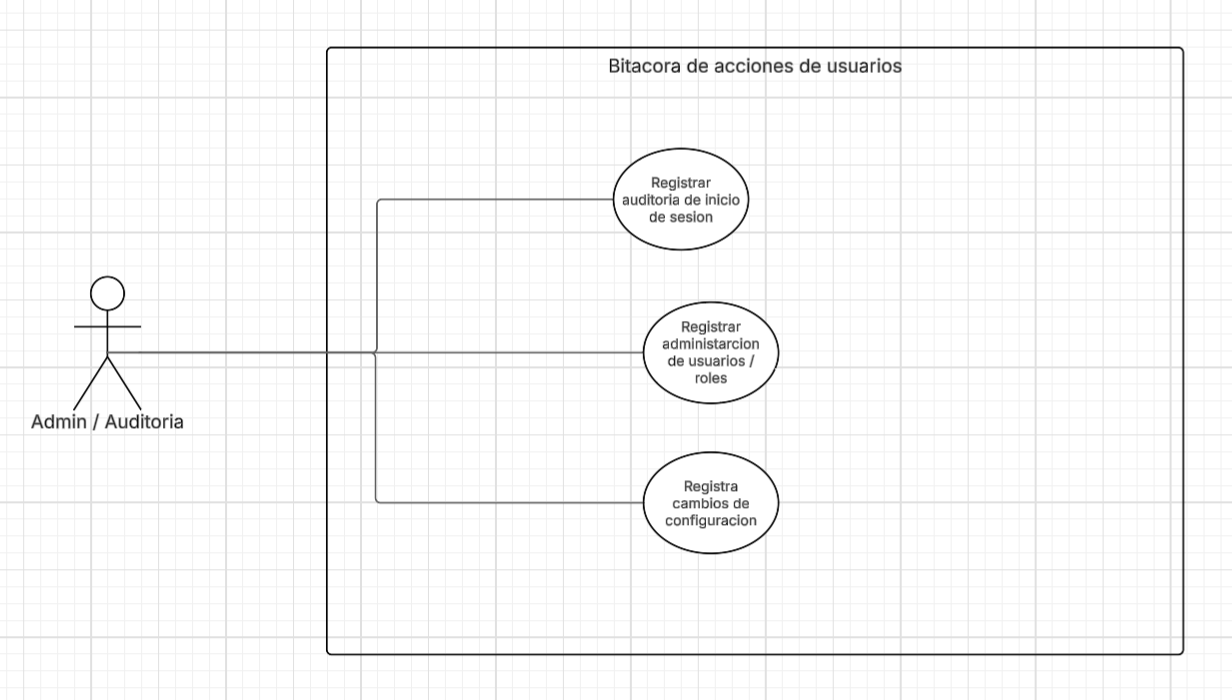 Bitacora de acciones de usuarios
Registrar
auditoria de inicio
de sesion
Registrar
administarcion
de usuarios /
roles
Admin / Auditoria
Registra
cambios de
configuracion